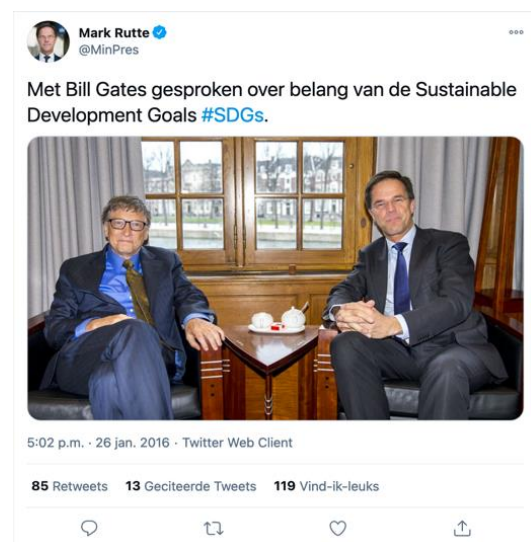 Mark Rutte
@MinPres
Met Bill Gates gesproken over belang van de Sustainable
Development Goals #SDGs.
5:02 p.m. · 26 jan. 2016 · Twitter Web Client
85 Retweets 13 Geciteerde Tweets 119 Vind-ik-leuks